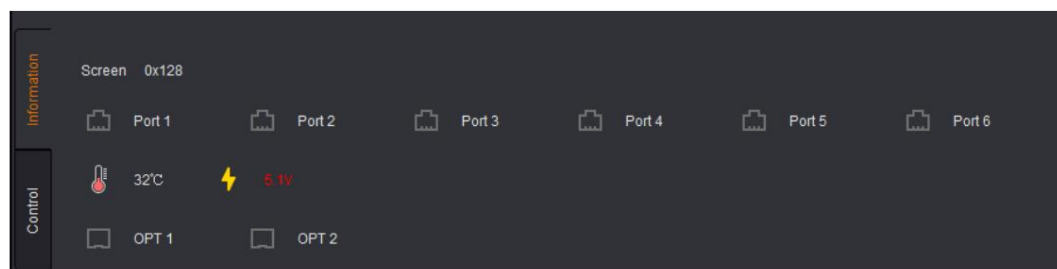 Information
Screen 0x128
Port 1 Port 2 Port 3 Port 4 Port 5 Port 6
32℃ 5.1V
Control
OPT 1 OPT 2